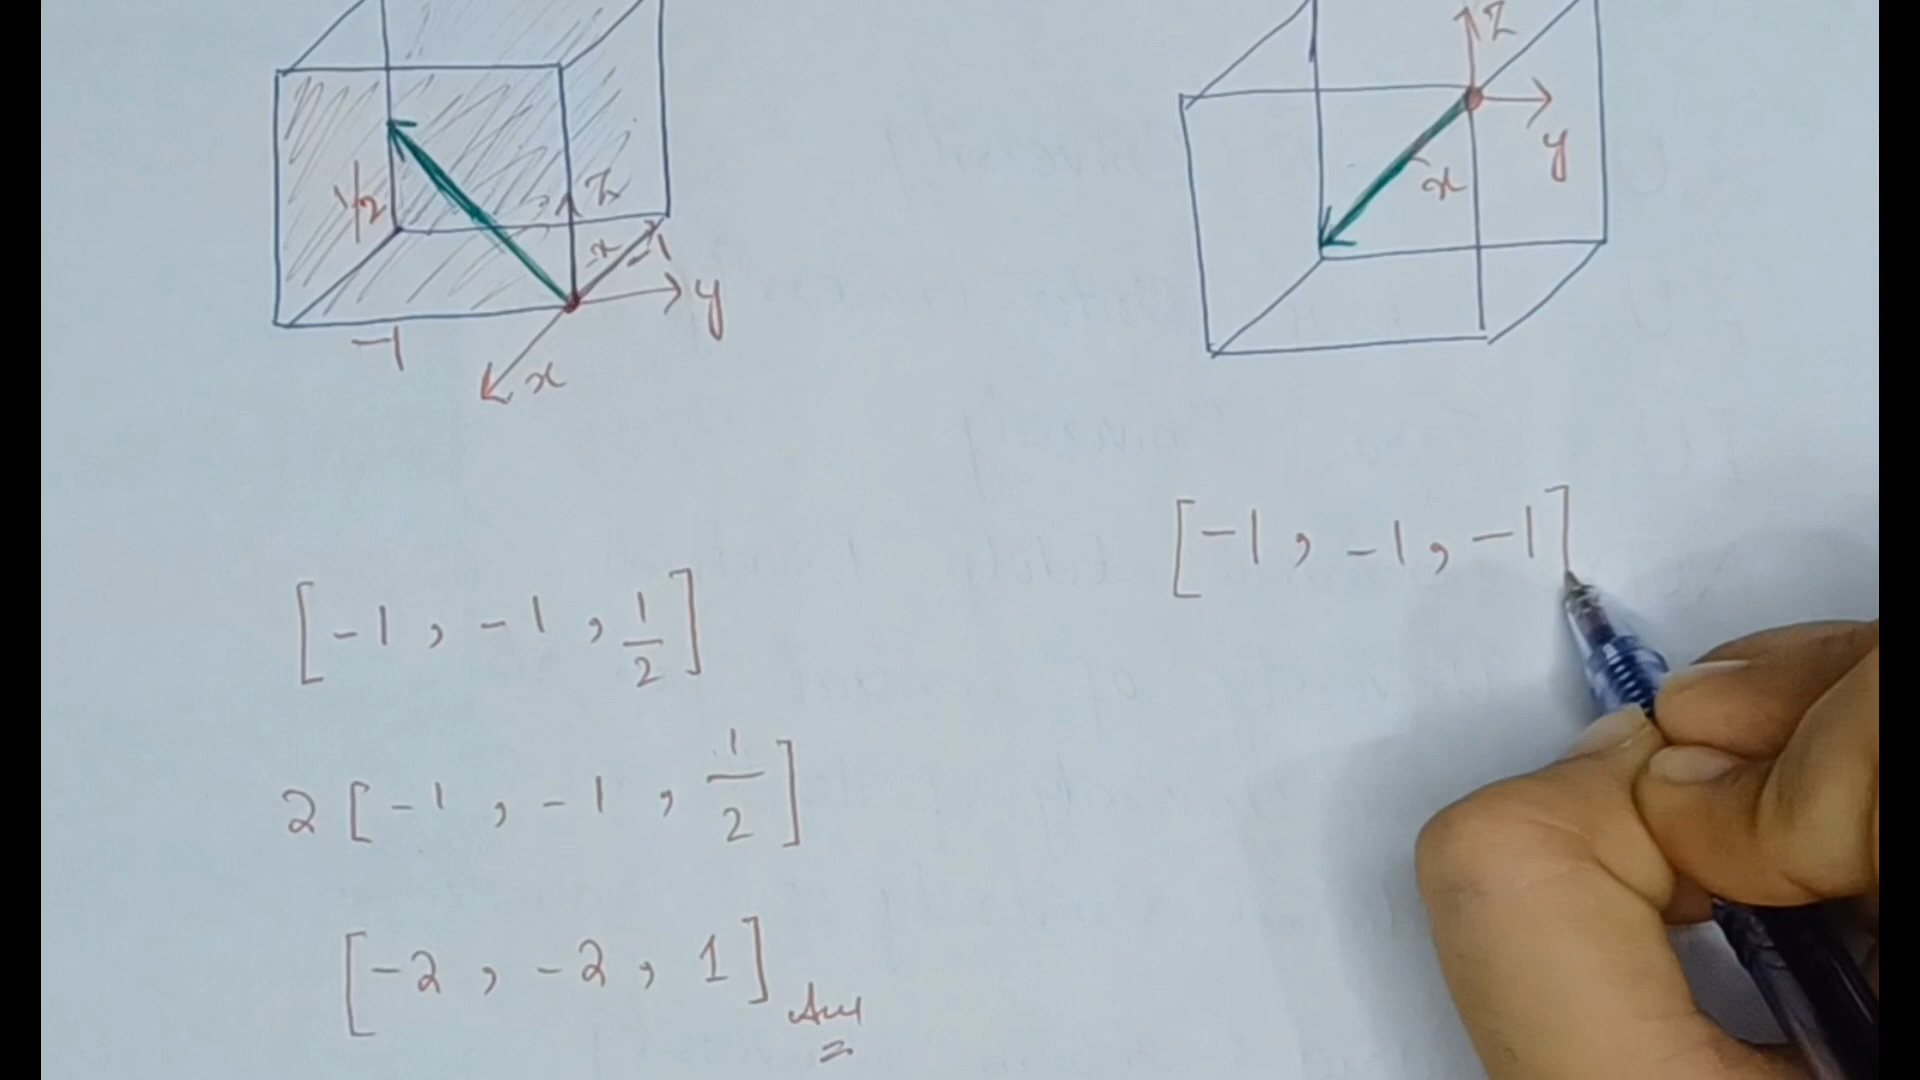 z
1/2
z
-x
-1
y
-1
x
[-1, -1, 1/2]
2[-1, -1, 1/2]
[-2, -2, 1] Ans
z
y
x
[-1, -1, -1]